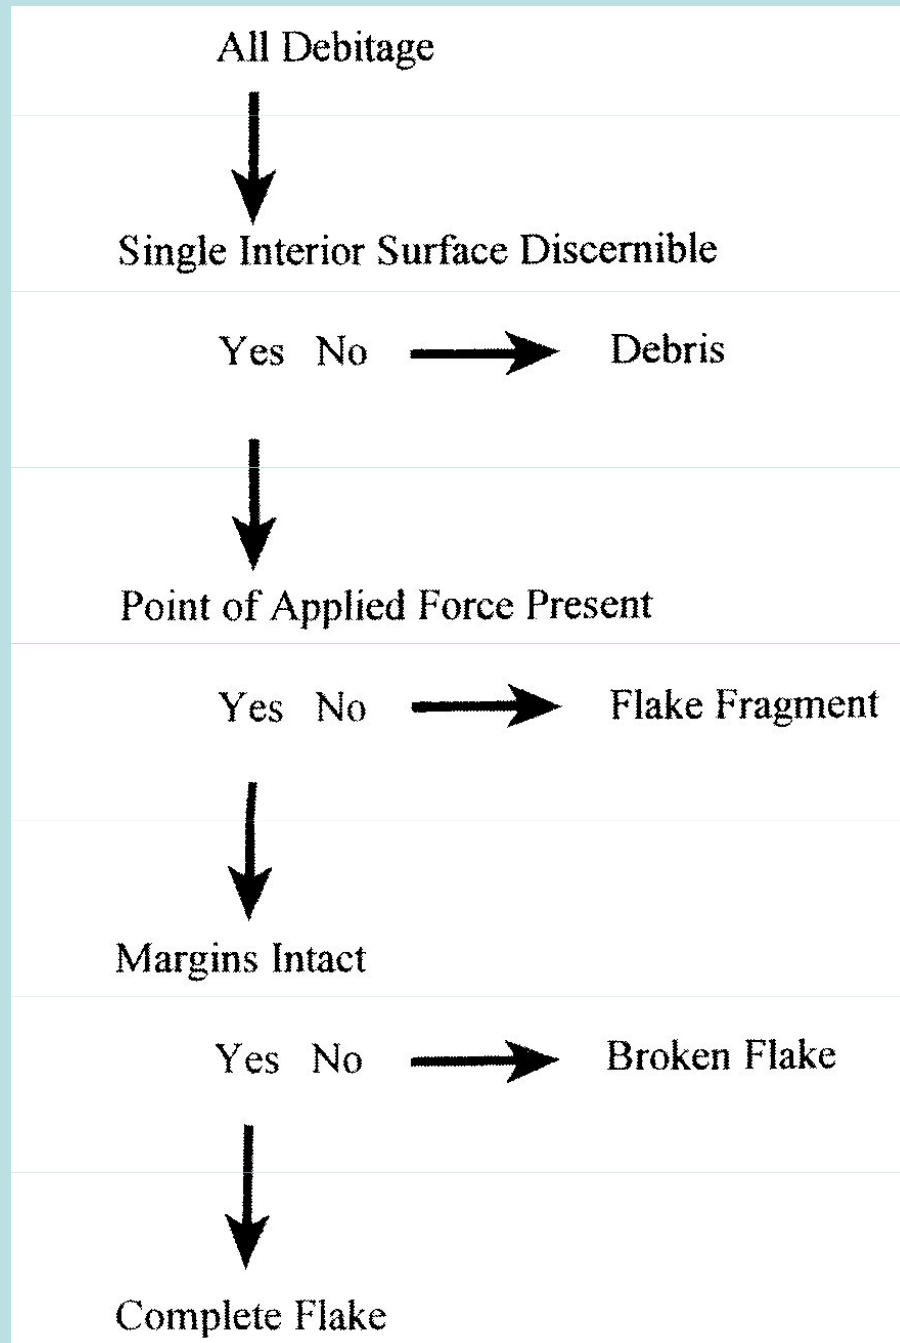 All Debitage
Single Interior Surface Discernible
Yes No Debris
Point of Applied Force Present
Yes No Flake Fragment
Margins Intact
Yes No Broken Flake
Complete Flake